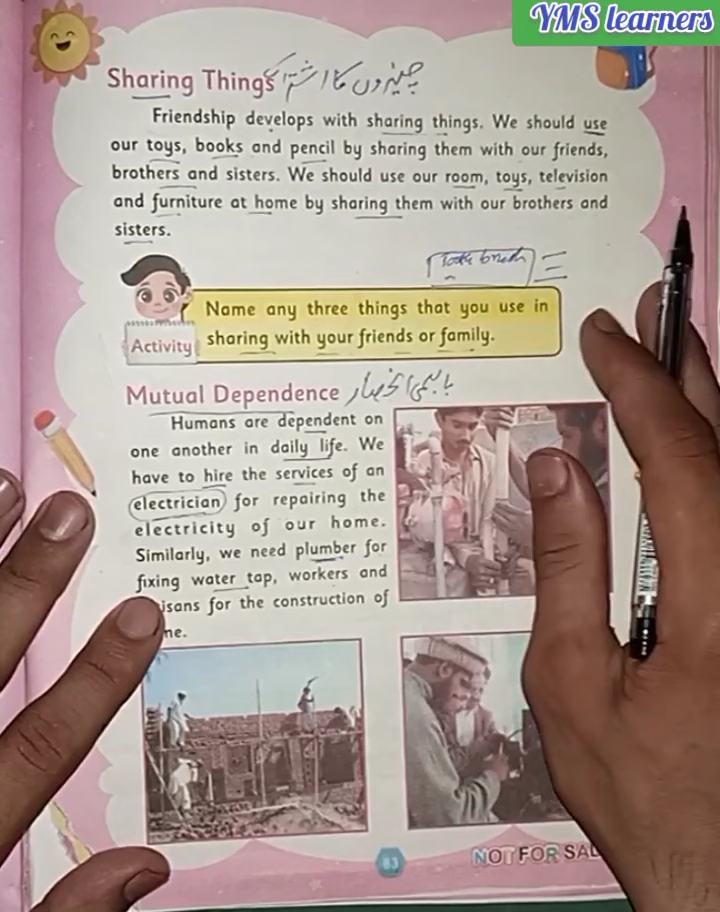 YMS learners
Sharing Things چیزوں کا اشتراک
Friendship develops with sharing things. We should use
our toys, books and pencil by sharing them with our friends,
brothers and sisters. We should use our room, toys, television
and furniture at home by sharing them with our brothers and
sisters.
Name any three things that you use in
Activity sharing with your friends or family.
Mutual Dependence باہمی انحصار
Humans are dependent on
one another in daily life. We
have to hire the services of an
electrician for repairing the
electricity of our home.
Similarly, we need plumber for
fixing water tap, workers and
isans for the construction of
me.
83
NOT FOR SAL